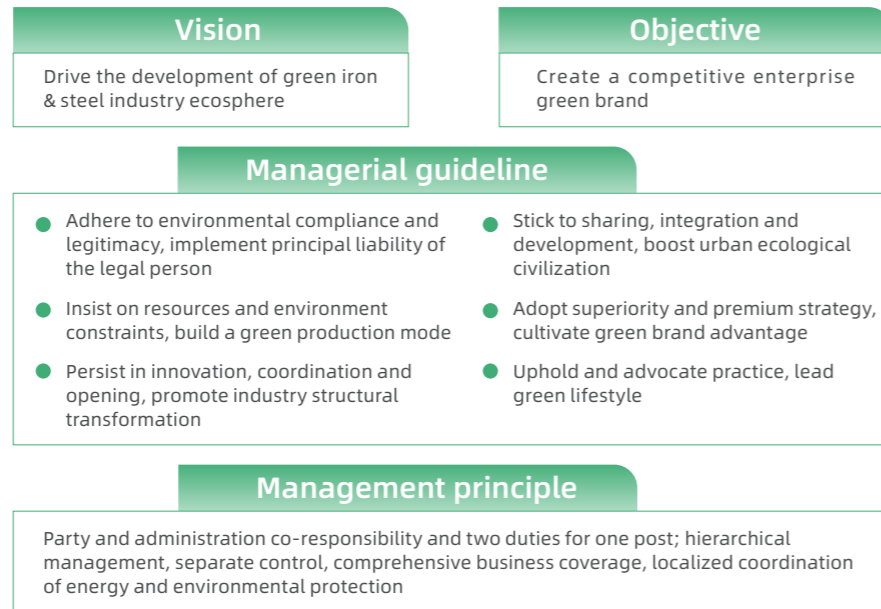 Vision
Drive the development of green iron
& steel industry ecosphere
Objective
Create a competitive enterprise
green brand
Managerial guideline
Adhere to environmental compliance and
legitimacy, implement principal liability of
the legal person
Insist on resources and environment
constraints, build a green production mode
Persist in innovation, coordination and
opening, promote industry structural
transformation
Stick to sharing, integration and
development, boost urban ecological
civilization
Adopt superiority and premium strategy,
cultivate green brand advantage
Uphold and advocate practice, lead
green lifestyle
Management principle
Party and administration co-responsibility and two duties for one post; hierarchical
management, separate control, comprehensive business coverage, localized coordination
of energy and environmental protection